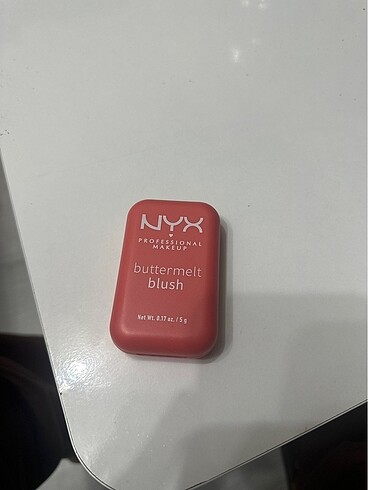 NYX
PROFESSIONAL
MAKEUP
buttermelt
blush
Net Wt. 0.17 oz. / 5 g